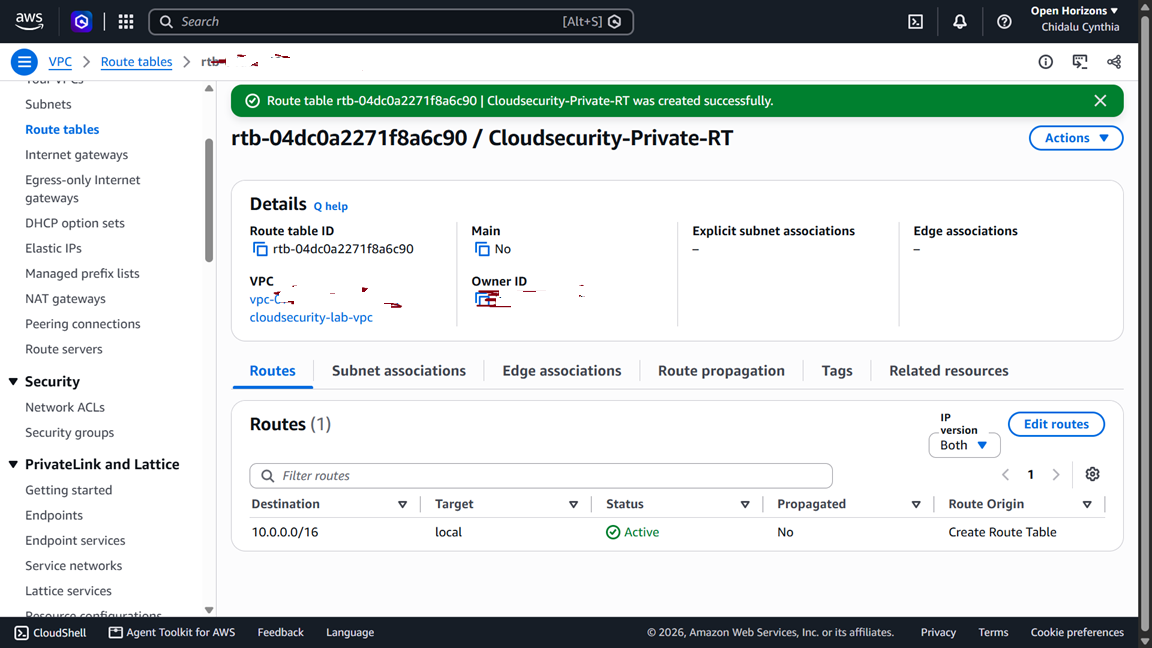 aws
Search
[Alt+S]
Open Horizons
Chidalu Cynthia
VPC
Route tables
Your VPCs
Subnets
Route tables
Internet gateways
Egress-only Internet
gateways
DHCP option sets
Elastic IPs
Managed prefix lists
NAT gateways
Peering connections
Route servers
Security
Network ACLs
Security groups
PrivateLink and Lattice
Getting started
Endpoints
Endpoint services
Service networks
Lattice services
Resource configurations
Route table rtb-04dc0a2271f8a6c90 | Cloudsecurity-Private-RT was created successfully.
rtb-04dc0a2271f8a6c90 / Cloudsecurity-Private-RT
Actions
Details
Q help
Route table ID
rtb-04dc0a2271f8a6c90
Main
No
Explicit subnet associations
–
Edge associations
–
VPC
cloudsecurity-lab-vpc
Owner ID
Routes
Subnet associations
Edge associations
Route propagation
Tags
Related resources
Routes (1)
IP
version
Both
Edit routes
Filter routes
1
Destination Target Status Propagated Route Origin
10.0.0.0/16 local Active No Create Route Table
CloudShell
Agent Toolkit for AWS
Feedback
Language
© 2026, Amazon Web Services, Inc. or its affiliates.
Privacy
Terms
Cookie preferences